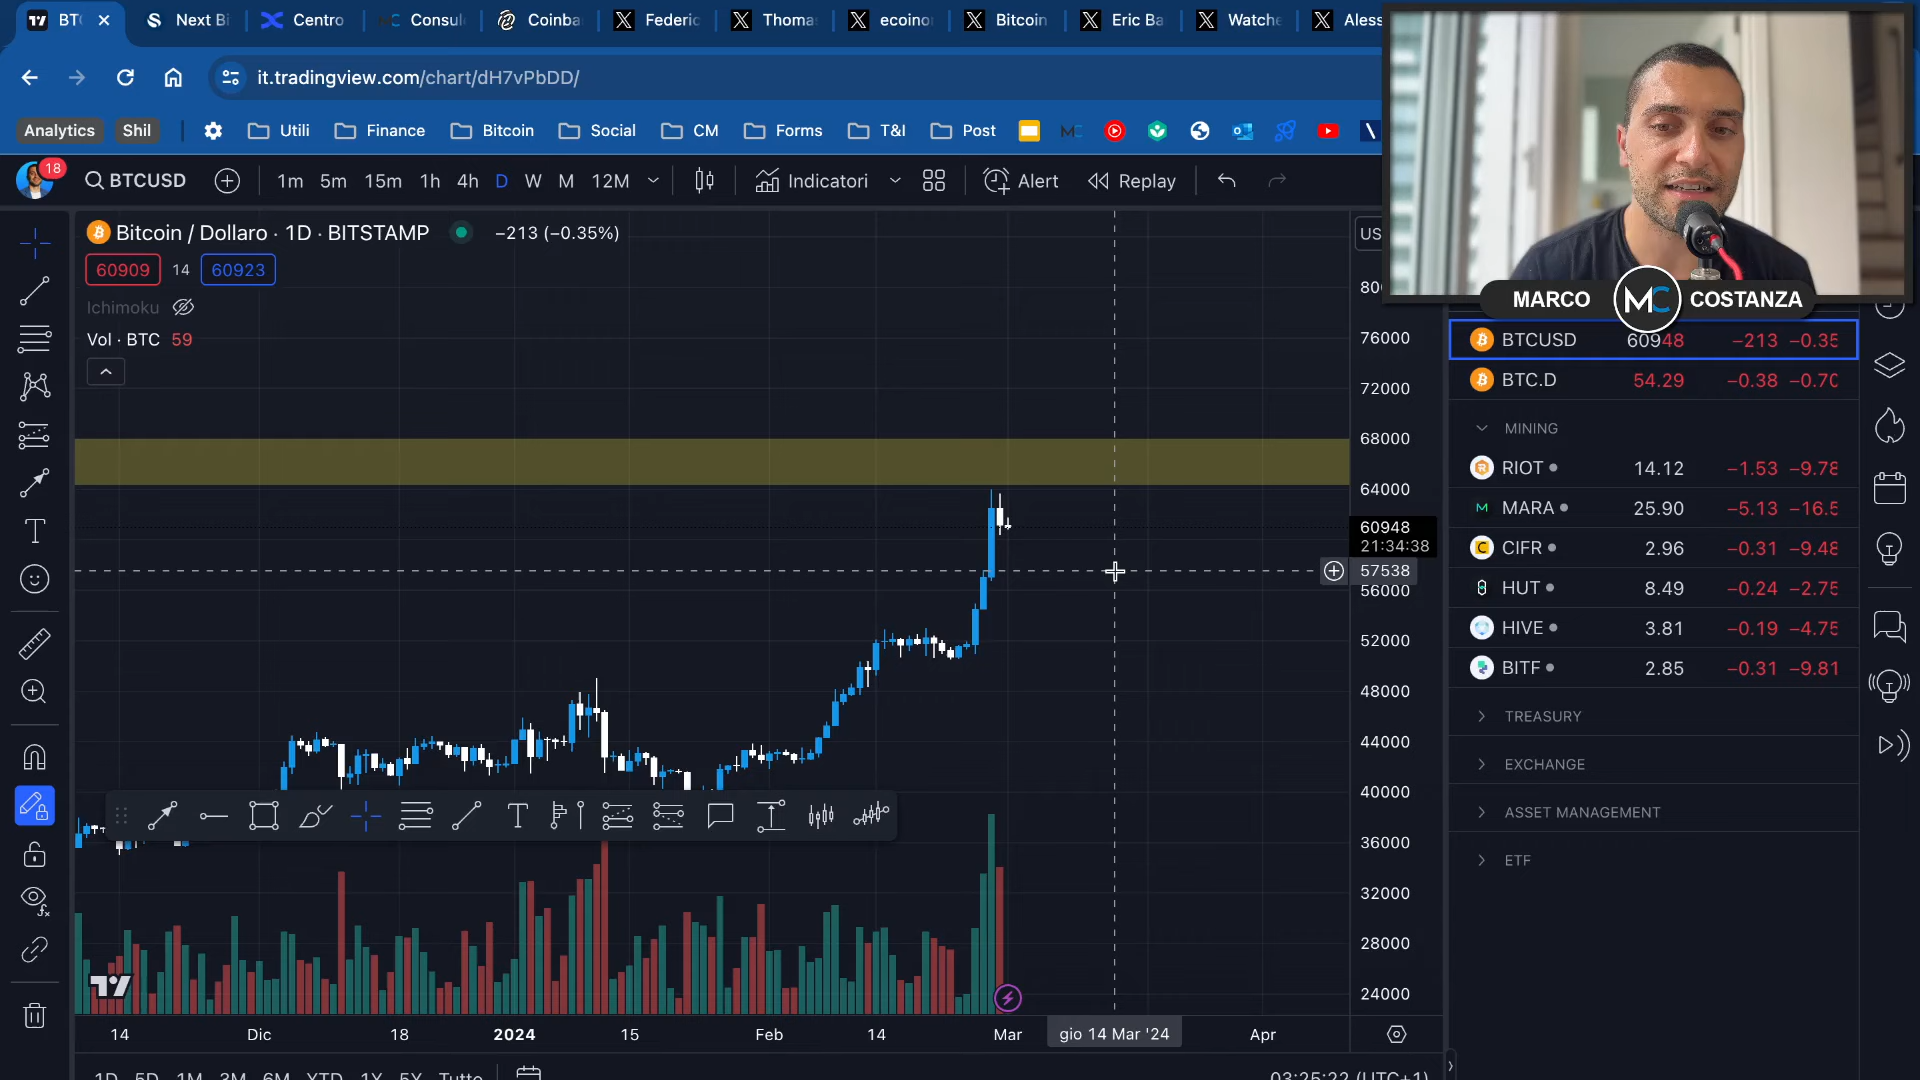 BTC
Next Bi
Centro
Consul
Coinba
Federic
Thomas
ecoino
Bitcoin
Eric Ba
Watche
Aless
it.tradingview.com/chart/dH7vPbDD/
Analytics
Shil
Utili
Finance
Bitcoin
Social
CM
Forms
T&I
Post
18
BTCUSD
1m 5m 15m 1h 4h D W M 12M
Indicatori
Alert
Replay
Bitcoin / Dollaro · 1D · BITSTAMP
−213 (−0.35%)
60909 14 60923
Ichimoku
Vol · BTC 59
US
80
76000
72000
68000
64000
60948
21:34:38
57538
56000
52000
48000
44000
40000
36000
32000
28000
24000
14 Dic 18 2024 15 Feb 14 Mar gio 14 Mar '24 Apr
1D 5D 1M 3M 6M YTD 1Y 5Y Tutto
03:25:22 (UTC+1)
MARCO MC COSTANZA
BTCUSD 60948 −213 −0.35
BTC.D 54.29 −0.38 −0.70
MINING
RIOT 14.12 −1.53 −9.78
MARA 25.90 −5.13 −16.5
CIFR 2.96 −0.31 −9.48
HUT 8.49 −0.24 −2.75
HIVE 3.81 −0.19 −4.75
BITF 2.85 −0.31 −9.81
TREASURY
EXCHANGE
ASSET MANAGEMENT
ETF